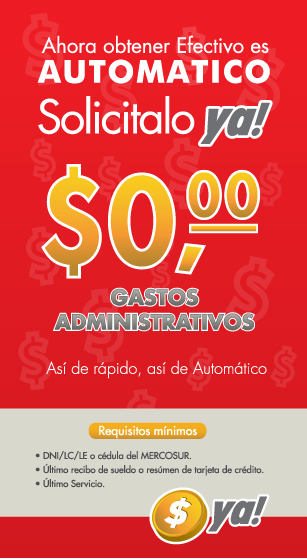 Ahora obtener Efectivo es
AUTOMATICO
Solicitalo ya!
$0,00
GASTOS
ADMINISTRATIVOS
Así de rápido, así de Automático
Requisitos mínimos
• DNI/LC/LE o cédula del MERCOSUR.
• Último recibo de sueldo o resúmen de tarjeta de crédito.
• Último Servicio.
$ ya!